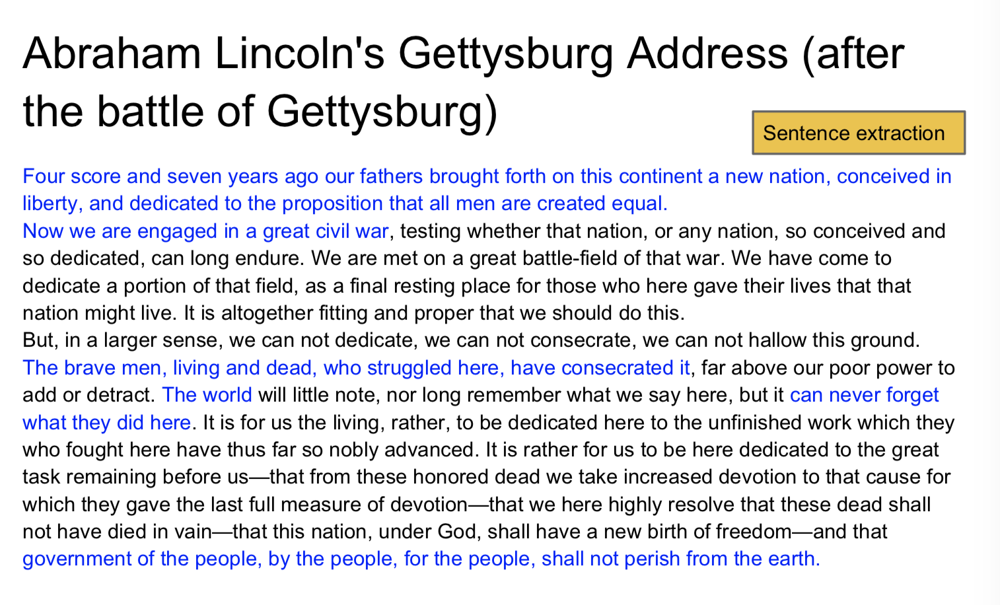 Abraham Lincoln's Gettysburg Address (after
the battle of Gettysburg)
Sentence extraction
Four score and seven years ago our fathers brought forth on this continent a new nation, conceived in
liberty, and dedicated to the proposition that all men are created equal.
Now we are engaged in a great civil war, testing whether that nation, or any nation, so conceived and
so dedicated, can long endure. We are met on a great battle-field of that war. We have come to
dedicate a portion of that field, as a final resting place for those who here gave their lives that that
nation might live. It is altogether fitting and proper that we should do this.
But, in a larger sense, we can not dedicate, we can not consecrate, we can not hallow this ground.
The brave men, living and dead, who struggled here, have consecrated it, far above our poor power to
add or detract. The world will little note, nor long remember what we say here, but it can never forget
what they did here. It is for us the living, rather, to be dedicated here to the unfinished work which they
who fought here have thus far so nobly advanced. It is rather for us to be here dedicated to the great
task remaining before us—that from these honored dead we take increased devotion to that cause for
which they gave the last full measure of devotion—that we here highly resolve that these dead shall
not have died in vain—that this nation, under God, shall have a new birth of freedom—and that
government of the people, by the people, for the people, shall not perish from the earth.